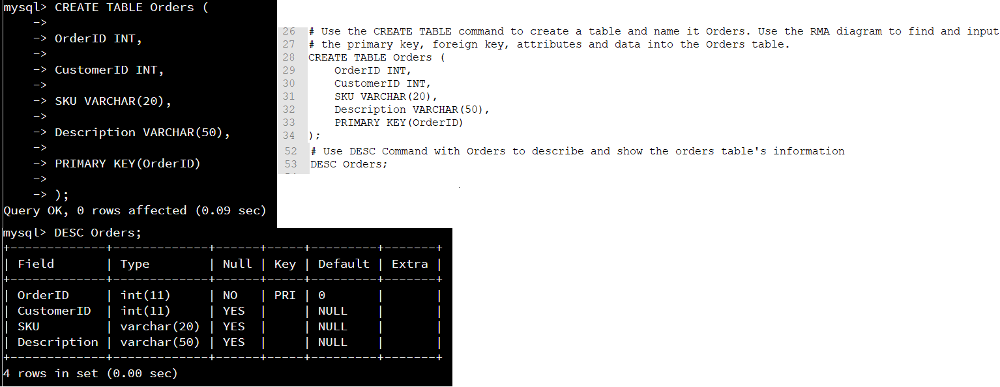 mysql> CREATE TABLE Orders (
    ->
    -> OrderID INT,
    ->
    -> CustomerID INT,
    ->
    -> SKU VARCHAR(20),
    ->
    -> Description VARCHAR(50),
    ->
    -> PRIMARY KEY(OrderID)
    ->
    -> );
Query OK, 0 rows affected (0.09 sec)
26 # Use the CREATE TABLE command to create a table and name it Orders. Use the RMA diagram to find and input
27 # the primary key, foreign key, attributes and data into the Orders table.
28 CREATE TABLE Orders (
29     OrderID INT,
30     CustomerID INT,
31     SKU VARCHAR(20),
32     Description VARCHAR(50),
33     PRIMARY KEY(OrderID)
34 );
52 # Use DESC Command with Orders to describe and show the orders table's information
53 DESC Orders;
mysql> DESC Orders;
+-------------+-------------+------+-----+---------+-------+
| Field       | Type        | Null | Key | Default | Extra |
+-------------+-------------+------+-----+---------+-------+
| OrderID     | int(11)     | NO   | PRI | 0       |       |
| CustomerID  | int(11)     | YES  |     | NULL    |       |
| SKU         | varchar(20) | YES  |     | NULL    |       |
| Description | varchar(50) | YES  |     | NULL    |       |
+-------------+-------------+------+-----+---------+-------+
4 rows in set (0.00 sec)